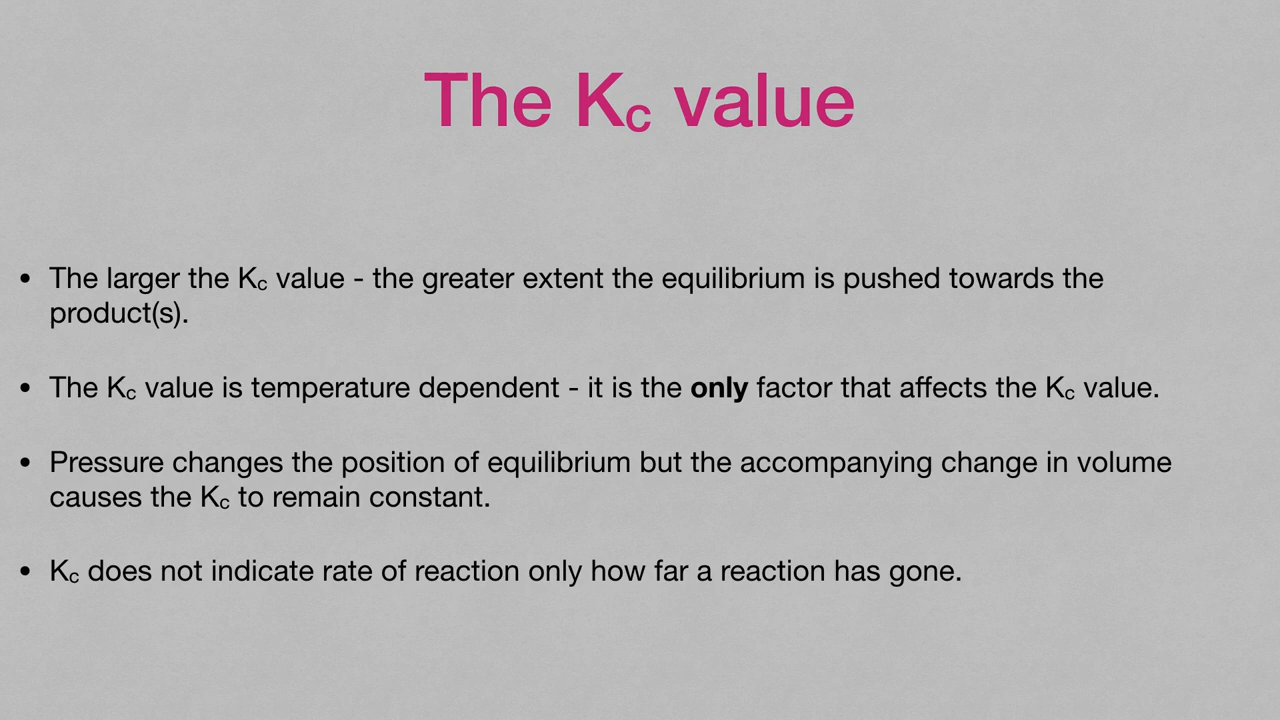 The Kc value
• The larger the Kc value - the greater extent the equilibrium is pushed towards the
product(s).
• The Kc value is temperature dependent - it is the only factor that affects the Kc value.
• Pressure changes the position of equilibrium but the accompanying change in volume
causes the Kc to remain constant.
• Kc does not indicate rate of reaction only how far a reaction has gone.